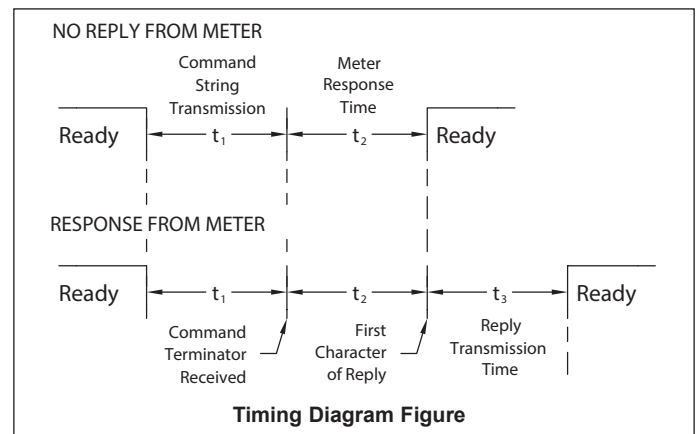 NO REPLY FROM METER
Command
String
Transmission
Meter
Response
Time
Ready
t₁
t₂
Ready
RESPONSE FROM METER
Ready
t₁
t₂
t₃
Ready
Command
Terminator
Received
First
Character
of Reply
Reply
Transmission
Time
Timing Diagram Figure